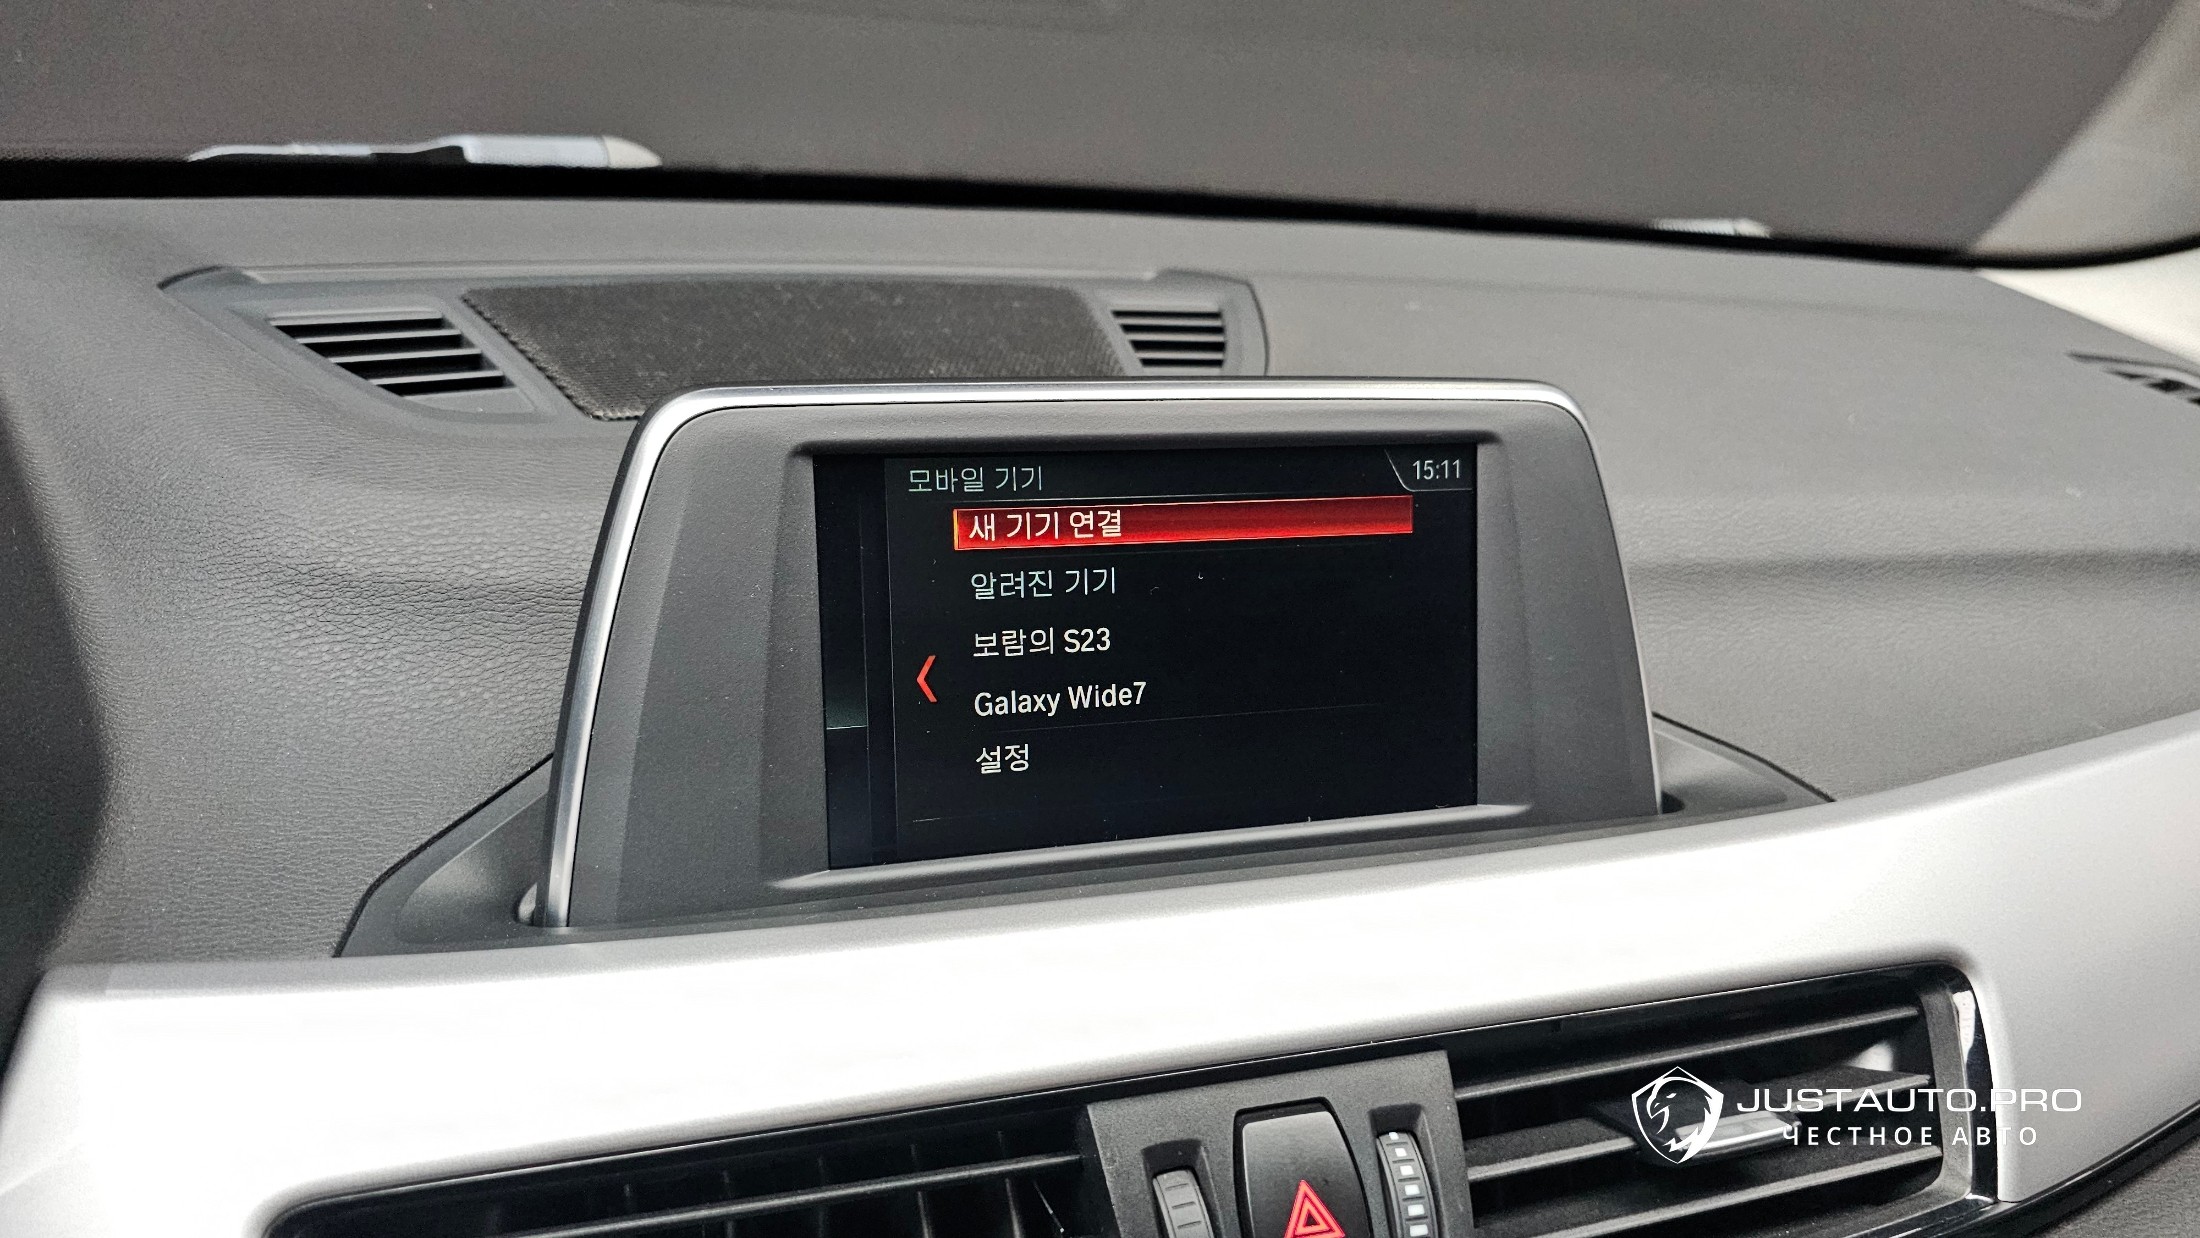 모바일 기기
15:11
새 기기 연결
알려진 기기
보람의 S23
Galaxy Wide7
설정
JUSTAUTO.PRO
ЧЕСТНОЕ АВТО